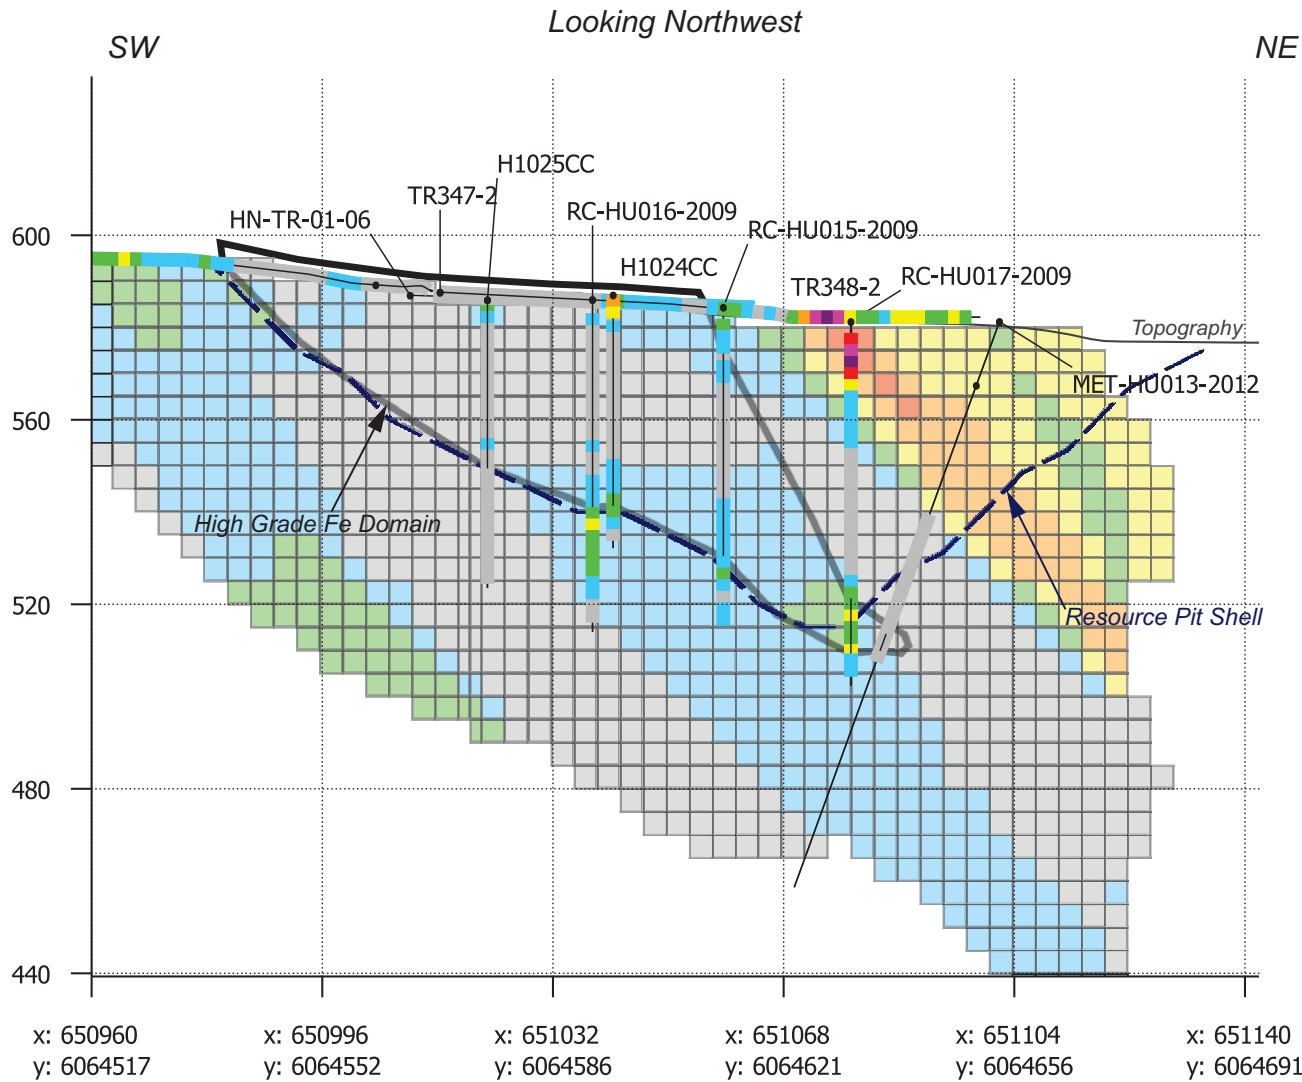 Looking Northwest
SW
NE
H1025CC
TR347-2
HN-TR-01-06
RC-HU016-2009
RC-HU015-2009
H1024CC
TR348-2
RC-HU017-2009
Topography
MET-HU013-2012
High Grade Fe Domain
Resource Pit Shell
600
560
520
480
440
x: 650960
y: 6064517
x: 650996
y: 6064552
x: 651032
y: 6064586
x: 651068
y: 6064621
x: 651104
y: 6064656
x: 651140
y: 6064691